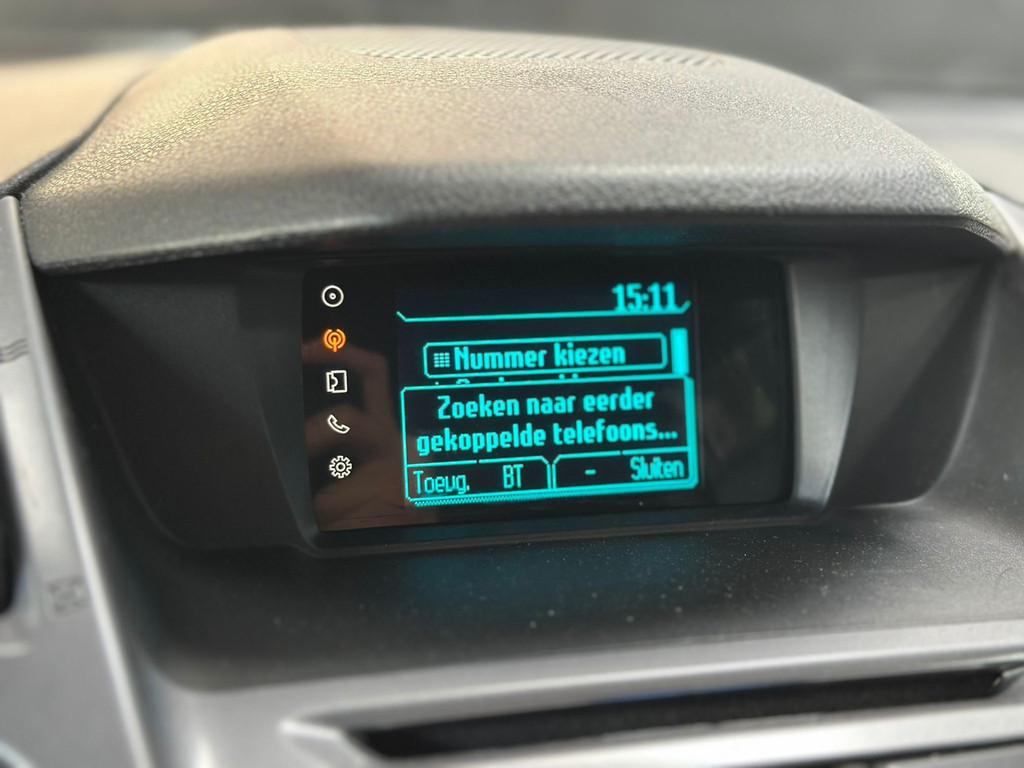 15:11
Nummer kiezen
Zoeken naar eerder
gekoppelde telefoons...
Toevg. BT - Sluiten